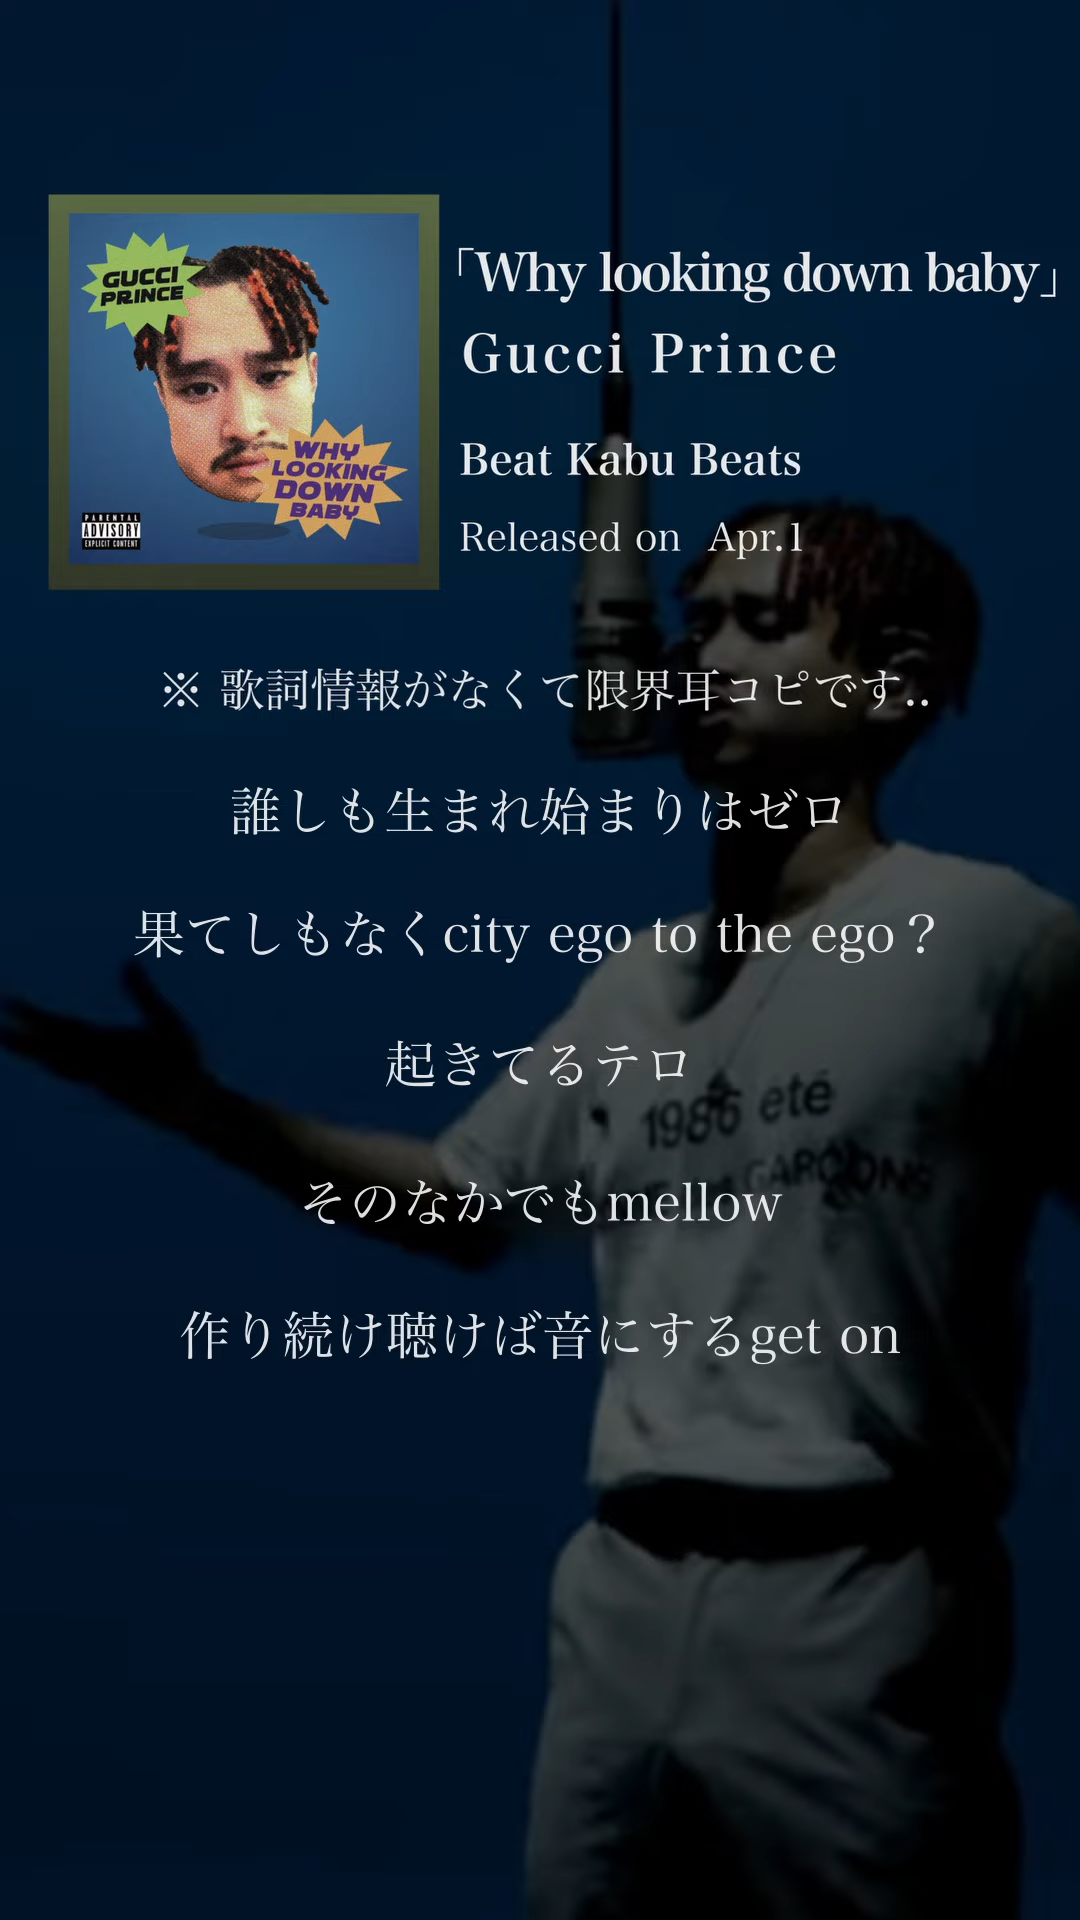 GUCCI
PRINCE
WHY
LOOKING
DOWN
BABY
PARENTAL
ADVISORY
EXPLICIT CONTENT
「Why looking down baby」
Gucci Prince
Beat Kabu Beats
Released on Apr.1
※ 歌詞情報がなくて限界耳コピです..
誰しも生まれ始まりはゼロ
果てしもなくcity ego to the ego？
起きてるテロ
1986 été
そのなかでもmellow
GARÇONS
作り続け聴けば音にするget on